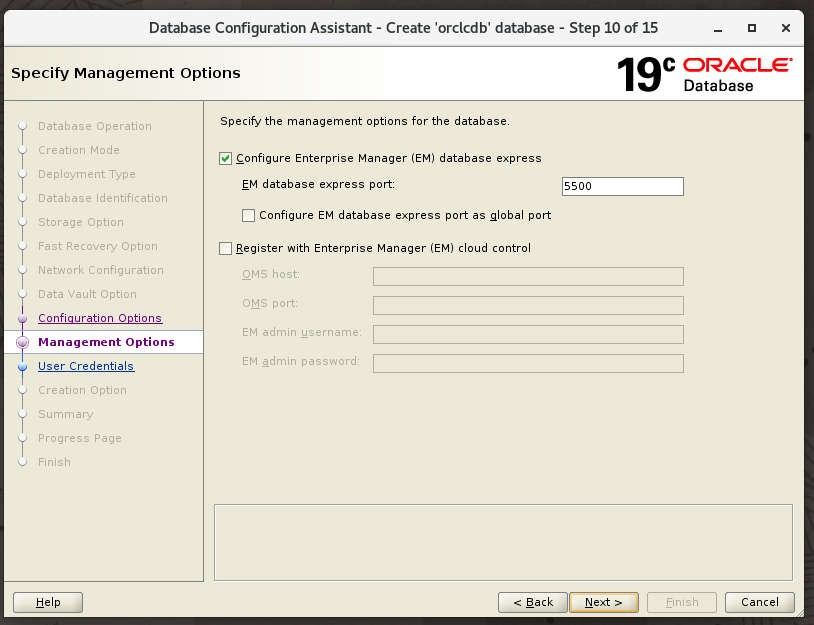 Database Configuration Assistant - Create 'orclcdb' database - Step 10 of 15
Specify Management Options
19c ORACLE
Database
Database Operation
Creation Mode
Deployment Type
Database Identification
Storage Option
Fast Recovery Option
Network Configuration
Data Vault Option
Configuration Options
Management Options
User Credentials
Creation Option
Summary
Progress Page
Finish
Specify the management options for the database.
Configure Enterprise Manager (EM) database express
EM database express port: 5500
Configure EM database express port as global port
Register with Enterprise Manager (EM) cloud control
OMS host:
OMS port:
EM admin username:
EM admin password:
Help
< Back
Next >
Finish
Cancel